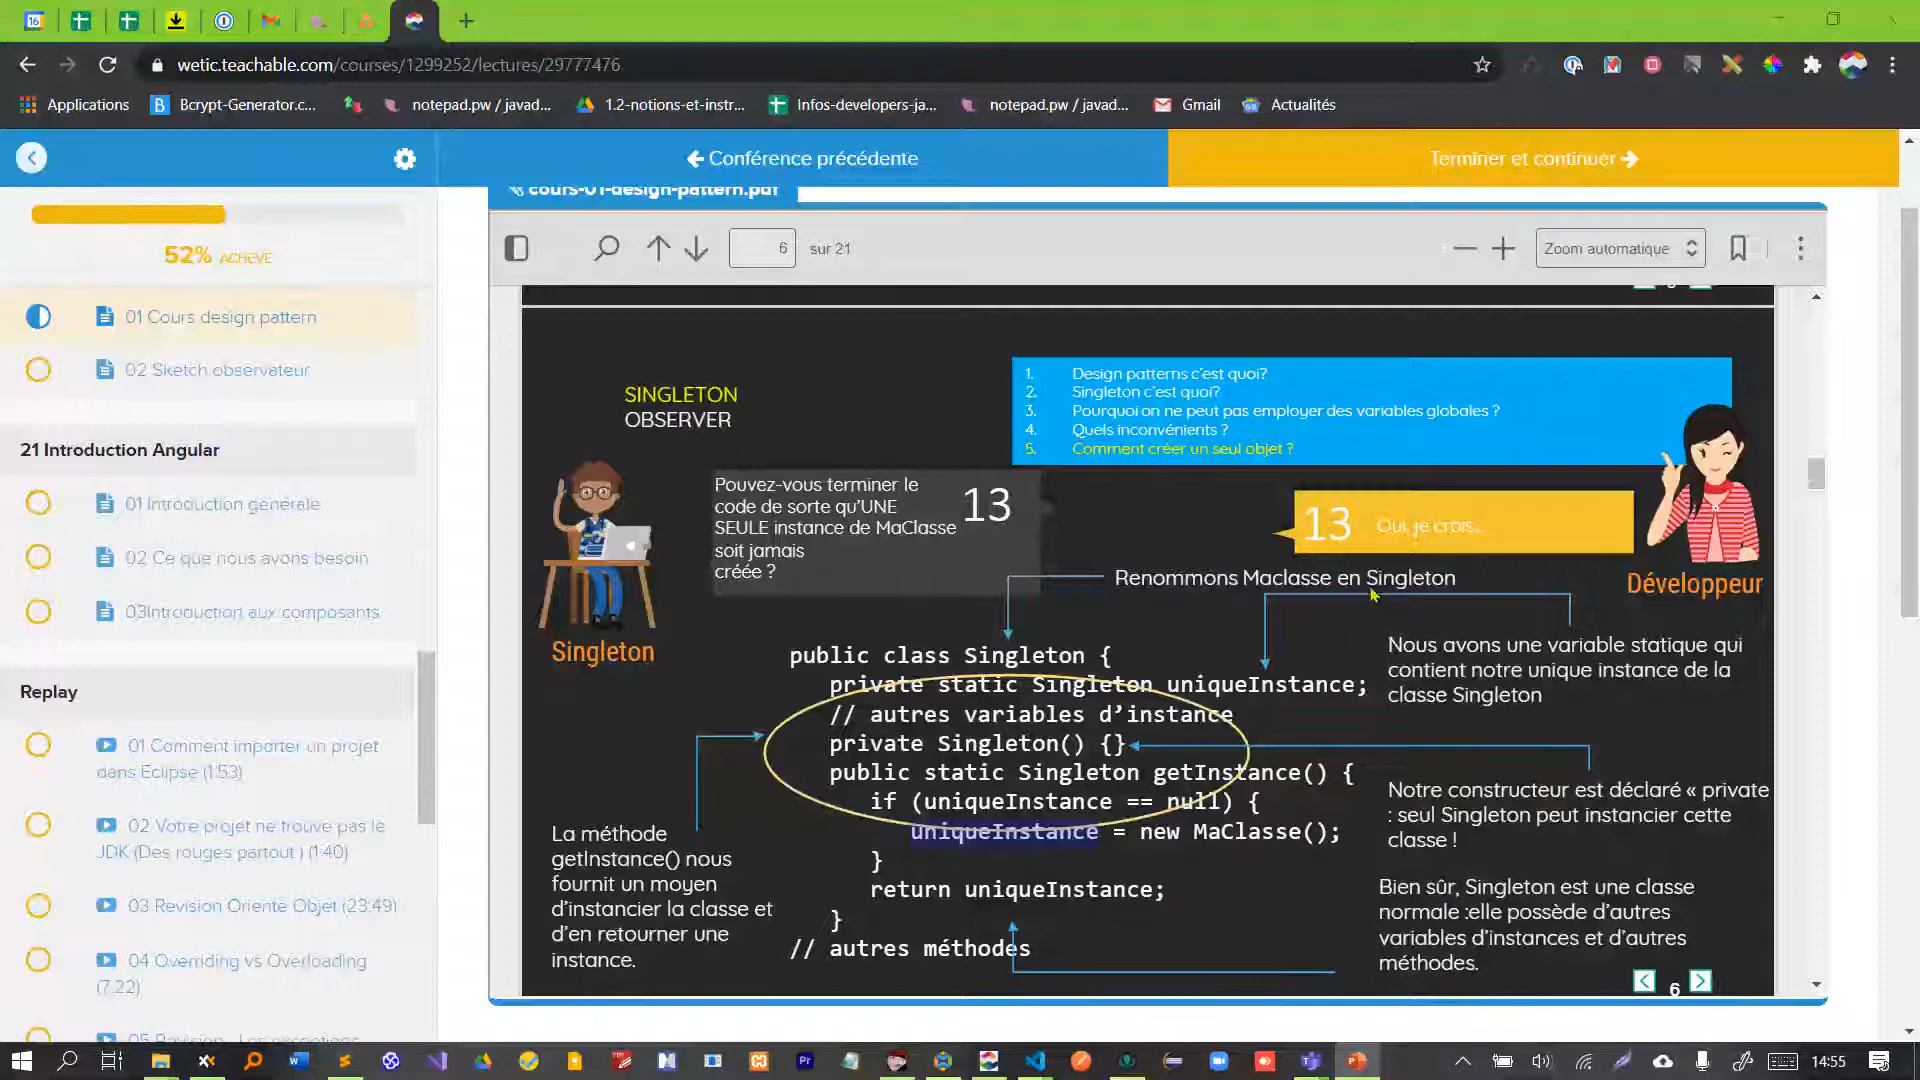 16
wetic.teachable.com/courses/1299252/lectures/29777476
Applications
Bcrypt-Generator.c...
notepad.pw / javad...
1.2-notions-et-instr...
Infos-developers-ja...
notepad.pw / javad...
Gmail
Actualités
Conférence précédente
Terminer et continuer
cours-01-design-pattern.pdf
52% ACHEVÉ
6 sur 21
Zoom automatique
01 Cours design pattern
02 Sketch observateur
21 Introduction Angular
01 Introduction générale
02 Ce que nous avons besoin
03Introduction aux composants
Replay
01 Comment importer un projet
dans Eclipse (1:53)
02 Votre projet ne trouve pas le
JDK (Des rouges partout ) (1:40)
03 Revision Oriente Objet (23:49)
04 Overriding vs Overloading
(7:22)
05 Revision - Les exceptions
SINGLETON
OBSERVER
1. Design patterns c'est quoi?
2. Singleton c'est quoi?
3. Pourquoi on ne peut pas employer des variables globales ?
4. Quels inconvénients ?
5. Comment créer un seul objet ?
Pouvez-vous terminer le
code de sorte qu'UNE
SEULE instance de MaClasse
soit jamais
créée ?
13
13 Oui, je crois...
Singleton
Développeur
Renommons Maclasse en Singleton
Nous avons une variable statique qui
contient notre unique instance de la
classe Singleton
public class Singleton {
private static Singleton uniqueInstance;
// autres variables d’instance
private Singleton() {}
public static Singleton getInstance() {
if (uniqueInstance == null) {
uniqueInstance = new MaClasse();
}
return uniqueInstance;
}
// autres méthodes
La méthode
getInstance() nous
fournit un moyen
d'instancier la classe et
d'en retourner une
instance.
Notre constructeur est déclaré « private
: seul Singleton peut instancier cette
classe !
Bien sûr, Singleton est une classe
normale :elle possède d'autres
variables d'instances et d'autres
méthodes.
6
14:55